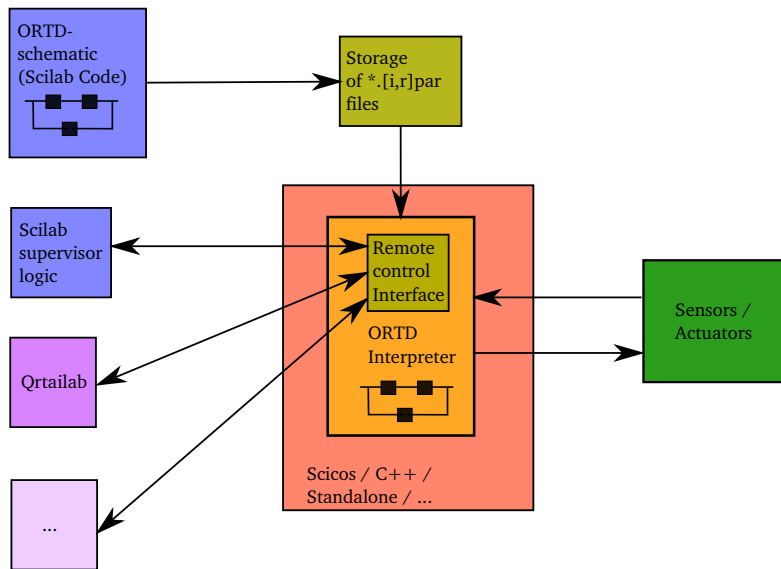 ORTD-
schematic
(Scilab Code)
Storage
of *.[i,r]par
files
Scilab
supervisor
logic
Remote
control
Interface
ORTD
Interpreter
Sensors /
Actuators
Qrtailab
Scicos / C++ /
Standalone / ...
...